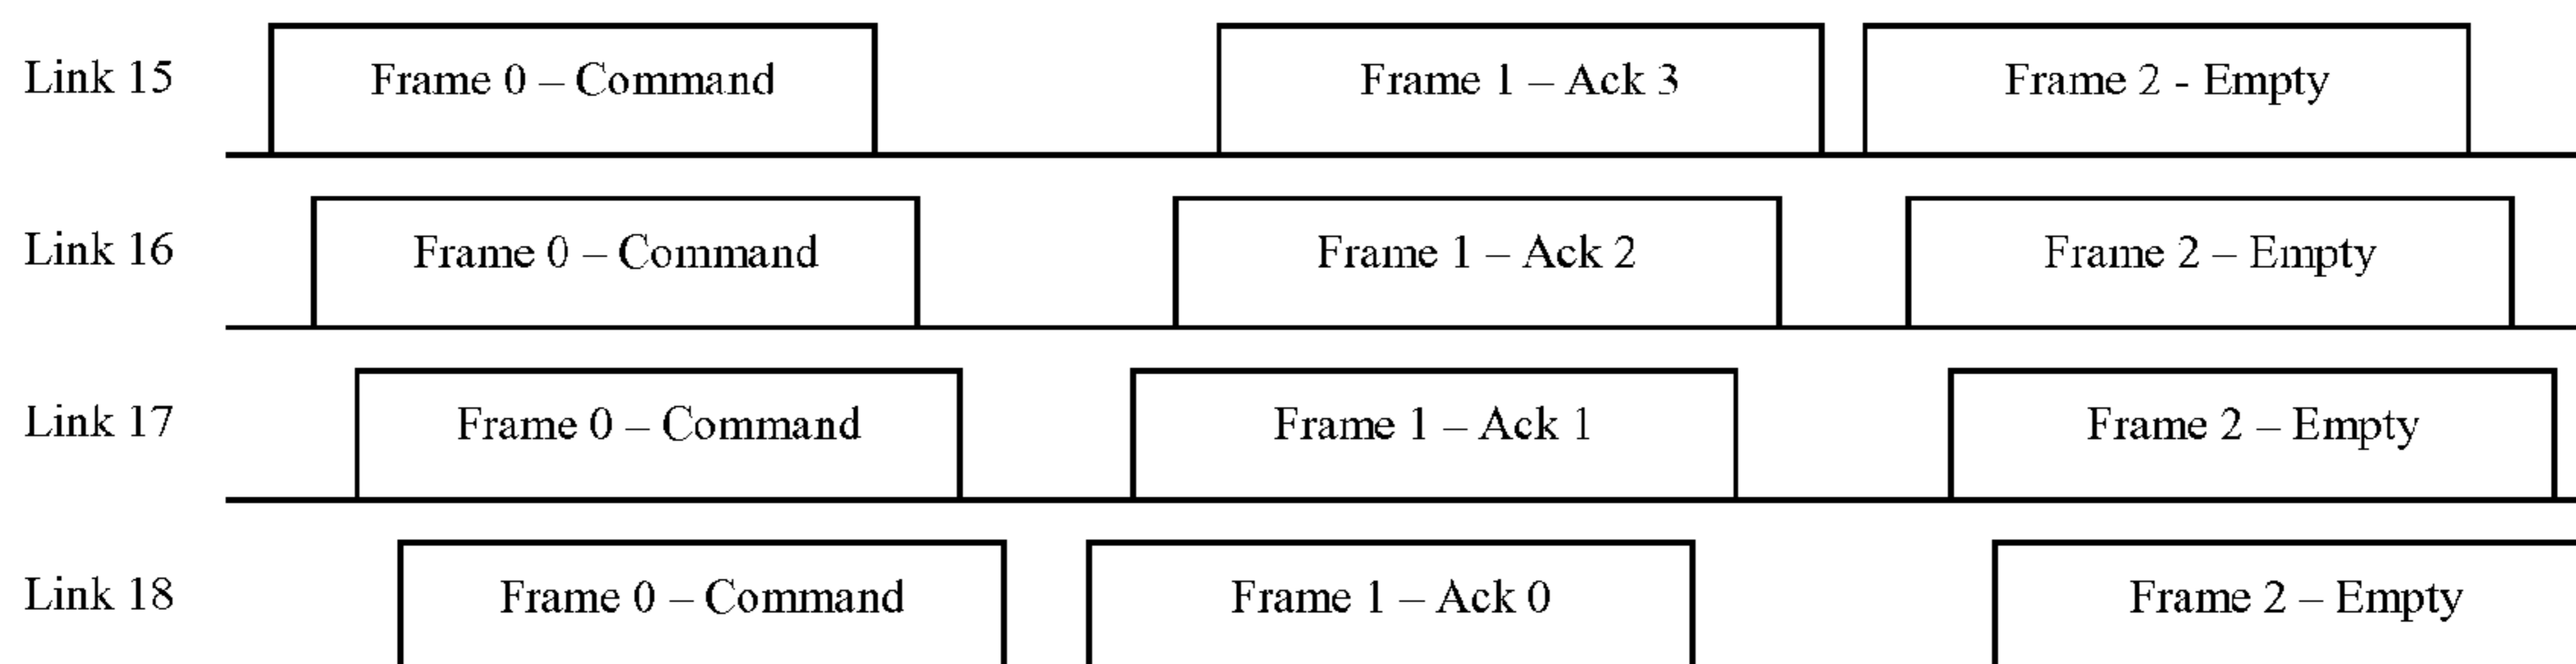 Link 15 Frame 0 – Command Frame 1 – Ack 3 Frame 2 - Empty
Link 16 Frame 0 – Command Frame 1 – Ack 2 Frame 2 – Empty
Link 17 Frame 0 – Command Frame 1 – Ack 1 Frame 2 – Empty
Link 18 Frame 0 – Command Frame 1 – Ack 0 Frame 2 – Empty